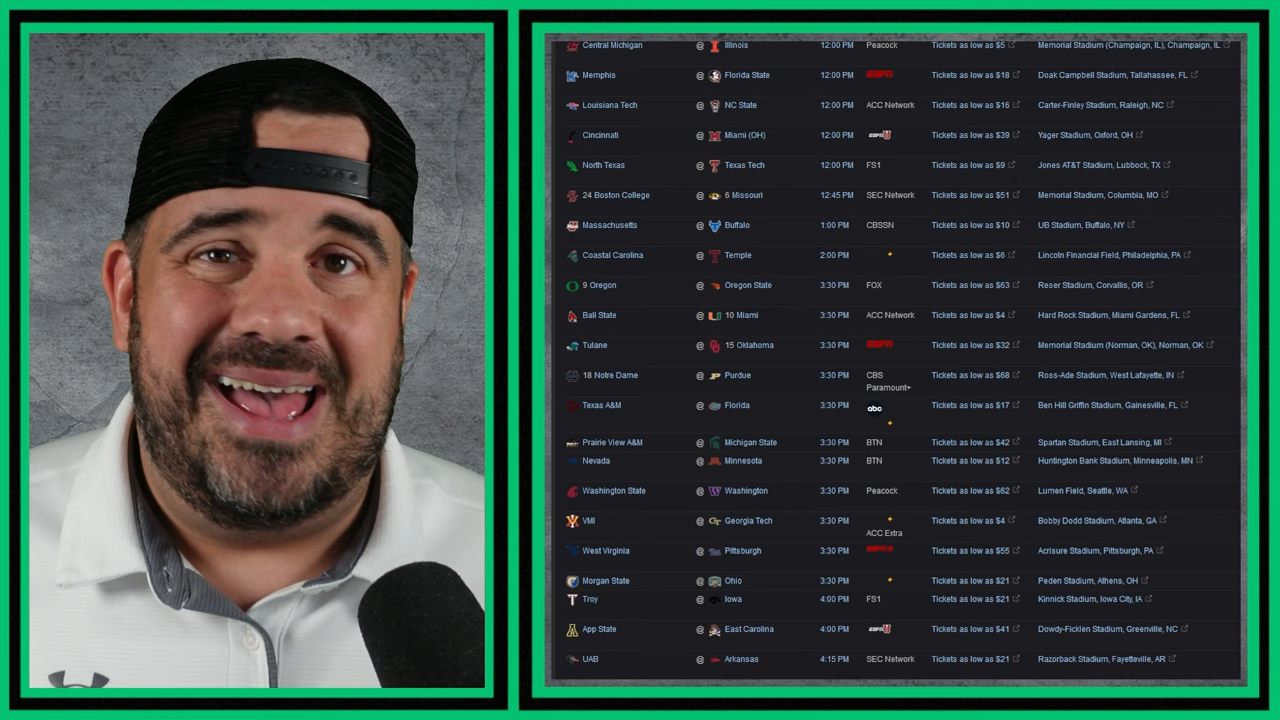 Central Michigan @ Illinois 12:00 PM Peacock Tickets as low as $5 Memorial Stadium (Champaign, IL), Champaign, IL
Memphis @ Florida State 12:00 PM ESPN Tickets as low as $18 Doak Campbell Stadium, Tallahassee, FL
Louisiana Tech @ NC State 12:00 PM ACC Network Tickets as low as $16 Carter-Finley Stadium, Raleigh, NC
Cincinnati @ Miami (OH) 12:00 PM ESPNU Tickets as low as $39 Yager Stadium, Oxford, OH
North Texas @ Texas Tech 12:00 PM FS1 Tickets as low as $9 Jones AT&T Stadium, Lubbock, TX
24 Boston College @ 6 Missouri 12:45 PM SEC Network Tickets as low as $51 Memorial Stadium, Columbia, MO
Massachusetts @ Buffalo 1:00 PM CBSSN Tickets as low as $10 UB Stadium, Buffalo, NY
Coastal Carolina @ Temple 2:00 PM Tickets as low as $6 Lincoln Financial Field, Philadelphia, PA
9 Oregon @ Oregon State 3:30 PM FOX Tickets as low as $63 Reser Stadium, Corvallis, OR
Ball State @ 10 Miami 3:30 PM ACC Network Tickets as low as $4 Hard Rock Stadium, Miami Gardens, FL
Tulane @ 15 Oklahoma 3:30 PM ESPN Tickets as low as $32 Memorial Stadium (Norman, OK), Norman, OK
18 Notre Dame @ Purdue 3:30 PM CBS Tickets as low as $68 Ross-Ade Stadium, West Lafayette, IN
Paramount+
Texas A&M @ Florida 3:30 PM abc Tickets as low as $17 Ben Hill Griffin Stadium, Gainesville, FL
Prairie View A&M @ Michigan State 3:30 PM BTN Tickets as low as $42 Spartan Stadium, East Lansing, MI
Nevada @ Minnesota 3:30 PM BTN Tickets as low as $12 Huntington Bank Stadium, Minneapolis, MN
Washington State @ Washington 3:30 PM Peacock Tickets as low as $62 Lumen Field, Seattle, WA
VMI @ Georgia Tech 3:30 PM Tickets as low as $4 Bobby Dodd Stadium, Atlanta, GA
ACC Extra
West Virginia @ Pittsburgh 3:30 PM ESPN2 Tickets as low as $55 Acrisure Stadium, Pittsburgh, PA
Morgan State @ Ohio 3:30 PM Tickets as low as $21 Peden Stadium, Athens, OH
Troy @ Iowa 4:00 PM FS1 Tickets as low as $21 Kinnick Stadium, Iowa City, IA
App State @ East Carolina 4:00 PM ESPNU Tickets as low as $41 Dowdy-Ficklen Stadium, Greenville, NC
UAB @ Arkansas 4:15 PM SEC Network Tickets as low as $21 Razorback Stadium, Fayetteville, AR